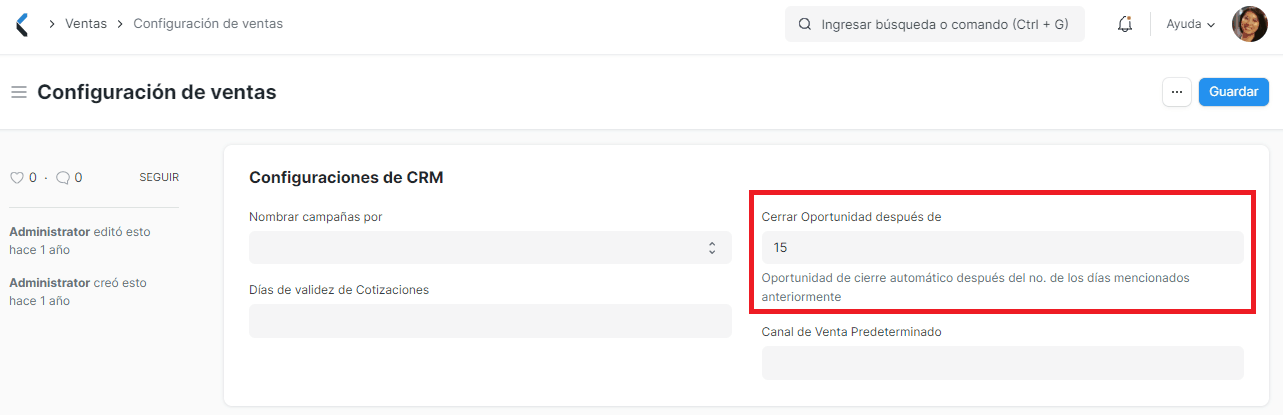 Ventas
Configuración de ventas
Ingresar búsqueda o comando (Ctrl + G)
Ayuda
Configuración de ventas
...
Guardar
0 · 0
SEGUIR
Administrator editó esto
hace 1 año
Administrator creó esto
hace 1 año
Configuraciones de CRM
Nombrar campañas por
Días de validez de Cotizaciones
Cerrar Oportunidad después de
15
Oportunidad de cierre automático después del no. de los días mencionados
anteriormente
Canal de Venta Predeterminado